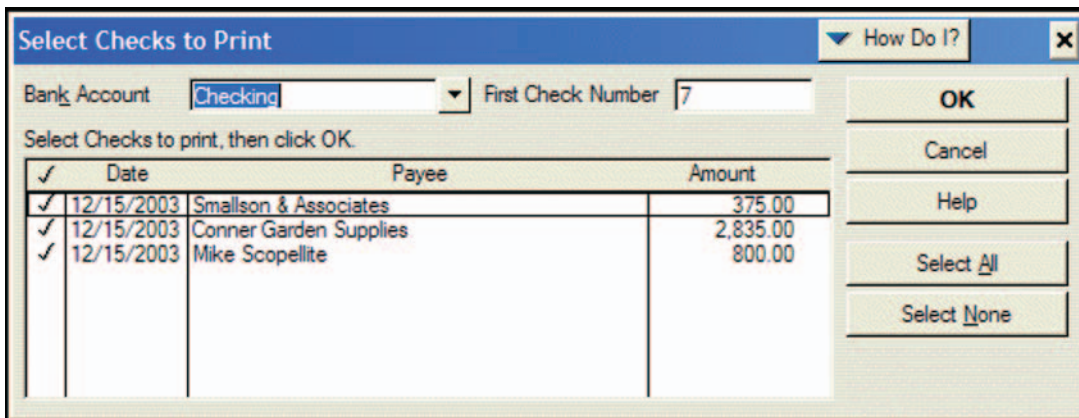 Select Checks to Print How Do I?
Bank Account Checking First Check Number 7 OK
Select Checks to print, then click OK. Cancel
✓ Date Payee Amount
✓ 12/15/2003 Smallson & Associates 375.00 Help
✓ 12/15/2003 Conner Garden Supplies 2,835.00
✓ 12/15/2003 Mike Scopellite 800.00
Select All
Select None